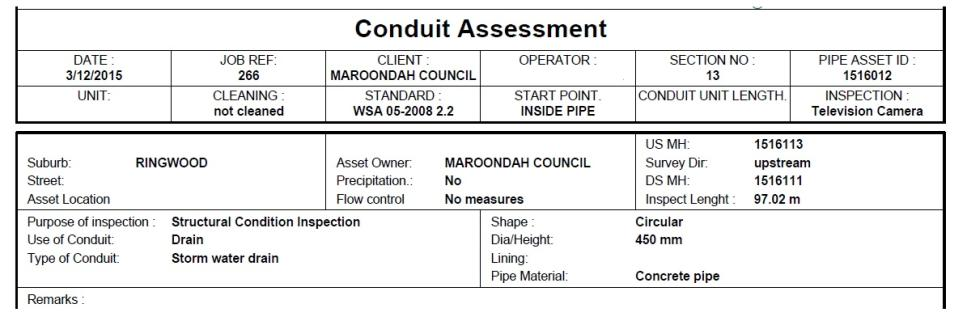 Conduit Assessment
DATE : JOB REF: CLIENT : OPERATOR : SECTION NO : PIPE ASSET ID :
3/12/2015 266 MAROONDAH COUNCIL 13 1516012
UNIT: CLEANING : STANDARD : START POINT. CONDUIT UNIT LENGTH. INSPECTION :
not cleaned WSA 05-2008 2.2 INSIDE PIPE Television Camera
US MH: 1516113
Suburb: RINGWOOD Asset Owner: MAROONDAH COUNCIL Survey Dir: upstream
Street: Precipitation.: No DS MH: 1516111
Asset Location Flow control No measures Inspect Lenght : 97.02 m
Purpose of inspection : Structural Condition Inspection Shape : Circular
Use of Conduit: Drain Dia/Height: 450 mm
Type of Conduit: Storm water drain Lining:
Pipe Material: Concrete pipe
Remarks :